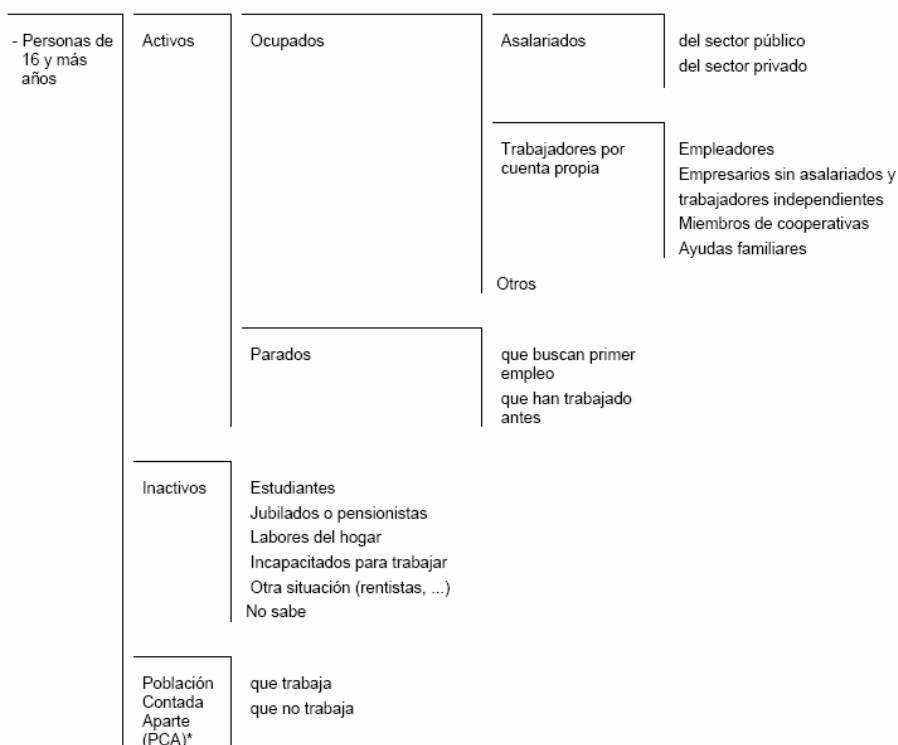 - Personas de
16 y más
años
Activos
Ocupados
Asalariados
del sector público
del sector privado
Trabajadores por
cuenta propia
Empleadores
Empresarios sin asalariados y
trabajadores independientes
Miembros de cooperativas
Ayudas familiares
Otros
Parados
que buscan primer
empleo
que han trabajado
antes
Inactivos
Estudiantes
Jubilados o pensionistas
Labores del hogar
Incapacitados para trabajar
Otra situación (rentistas, ...)
No sabe
Población
Contada
Aparte
(PCA)*
que trabaja
que no trabaja